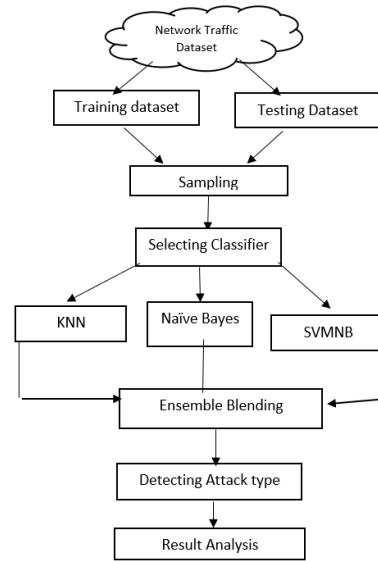 Network Traffic
Dataset
Training dataset
Testing Dataset
Sampling
Selecting Classifier
KNN
Naïve Bayes
SVMNB
Ensemble Blending
Detecting Attack type
Result Analysis